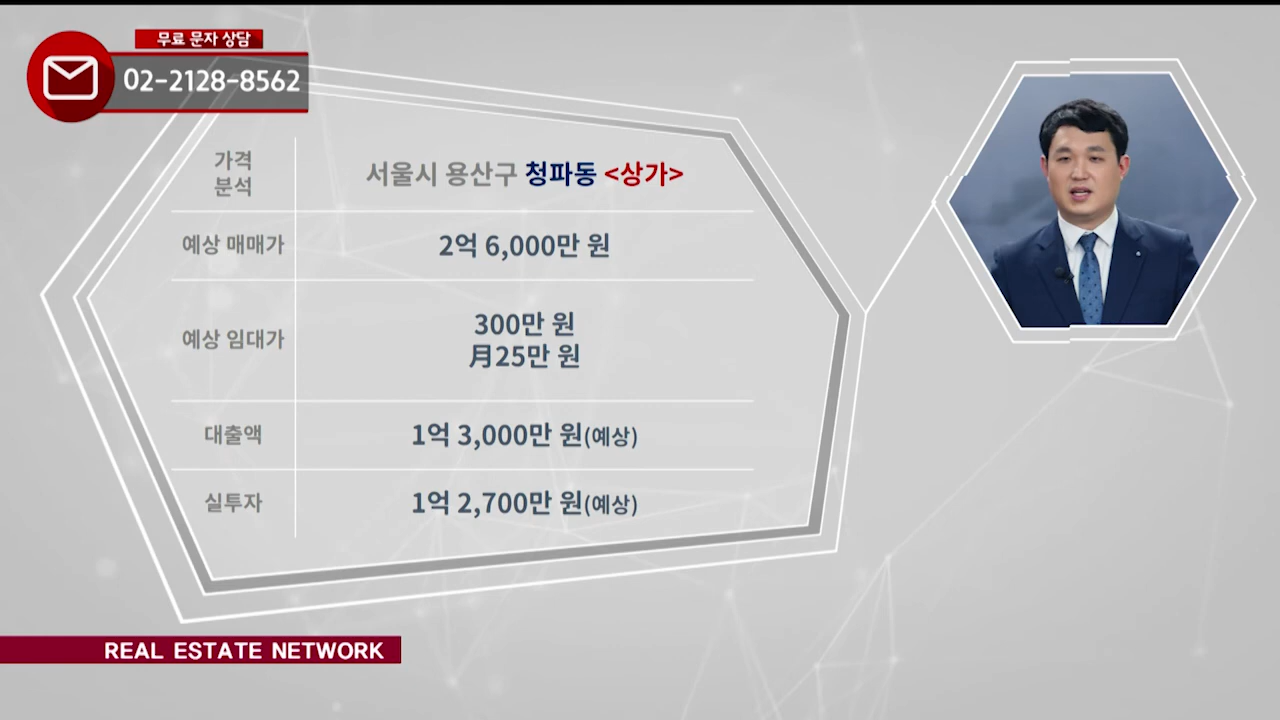 무료 문자 상담
02-2128-8562
가격
분석
서울시 용산구 청파동 <상가>
예상 매매가
2억 6,000만 원
예상 임대가
300만 원
月25만 원
대출액
1억 3,000만 원(예상)
실투자
1억 2,700만 원(예상)
REAL ESTATE NETWORK